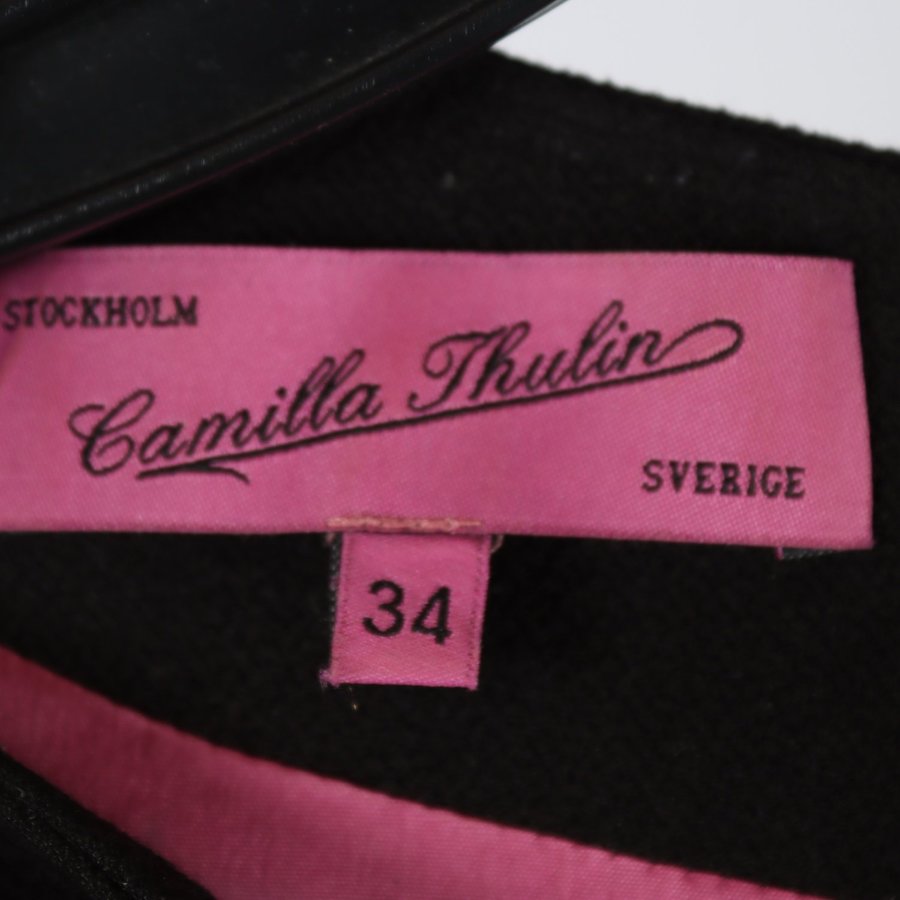 STOCKHOLM
Camilla Thulin
SVERIGE
34